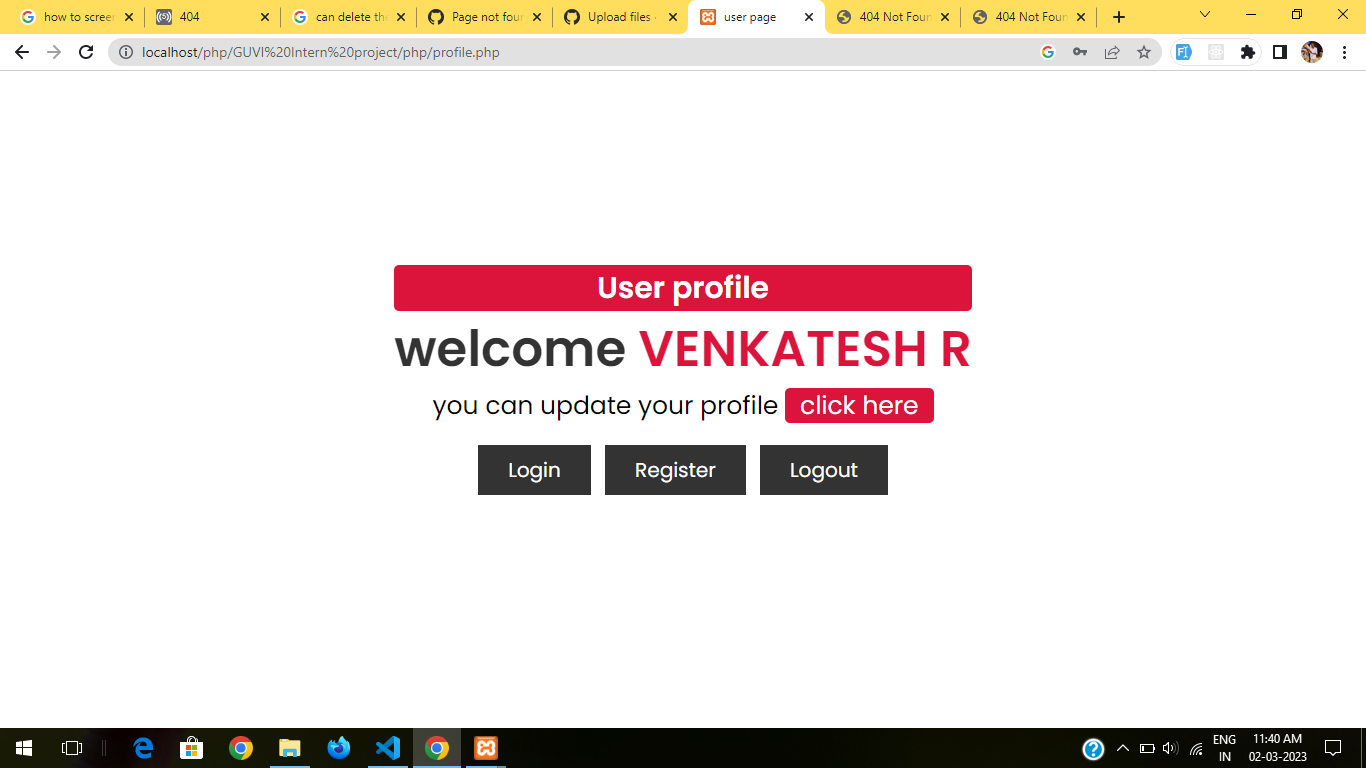 how to screen
404
can delete the
Page not foun
Upload files ·
user page
404 Not Foun
404 Not Foun
localhost/php/GUVI%20Intern%20project/php/profile.php
User profile
welcome VENKATESH R
you can update your profile click here
Login Register Logout
ENG 11:40 AM
IN 02-03-2023